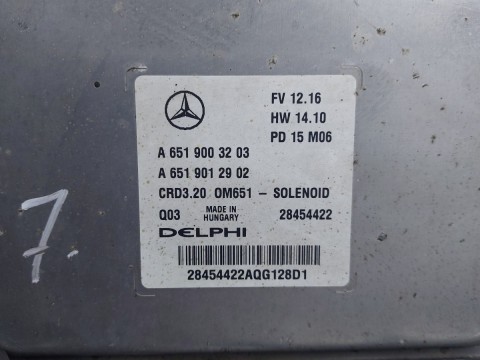 FV 12.16
HW 14.10
PD 15 M06
A 651 900 32 03
A 651 901 29 02
CRD3.20 OM651 - SOLENOID
Q03 MADE IN HUNGARY 28454422
DELPHI
28454422AQG128D1
7.